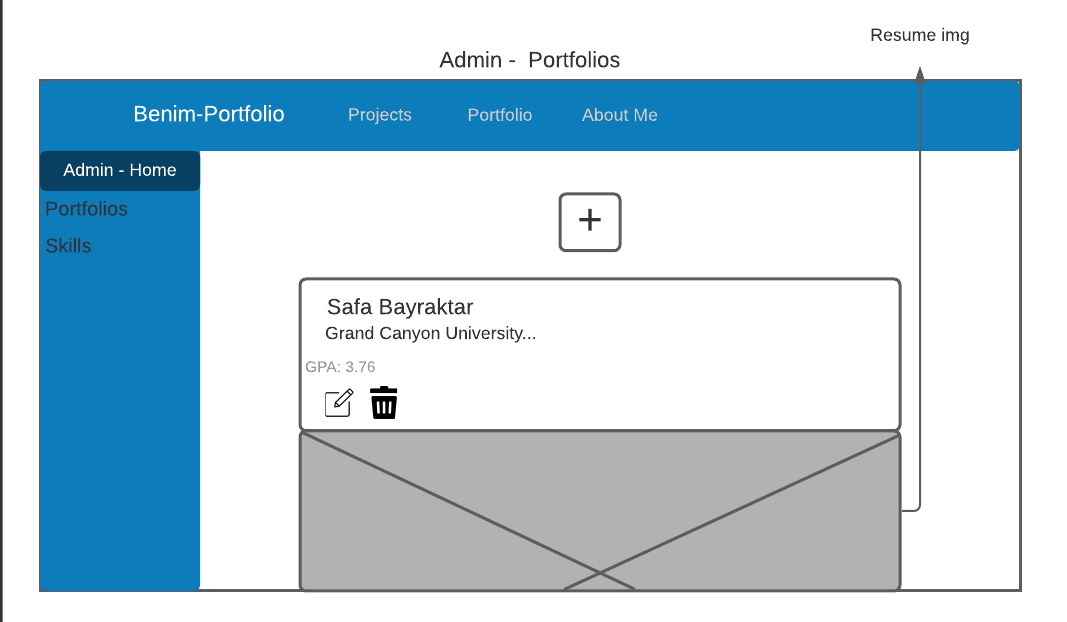 Resume img
Admin -  Portfolios
Benim-Portfolio Projects Portfolio About Me
Admin - Home
Portfolios
Skills
+
Safa Bayraktar
Grand Canyon University...
GPA: 3.76